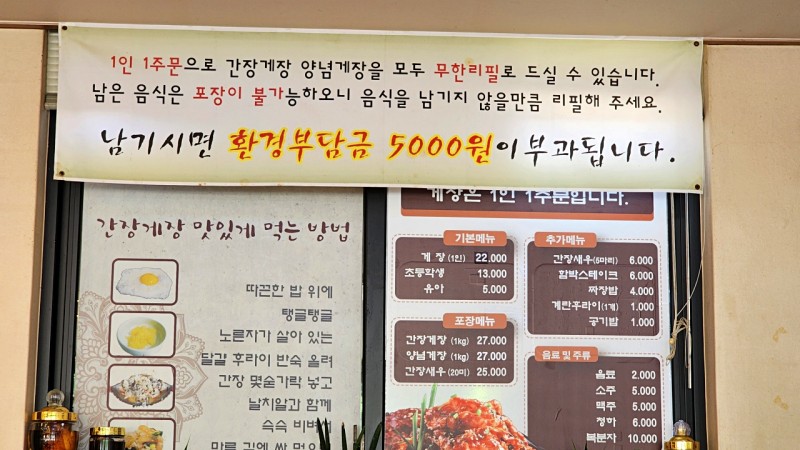 1인 1주문으로 간장게장 양념게장을 모두 무한리필로 드실 수 있습니다.
남은 음식은 포장이 불가능하오니 음식을 남기지 않을만큼 리필해 주세요.
남기시면 환경부담금 5000원이부과됩니다.
간장게장 맛있게 먹는 방법
따끈한 밥 위에
탱글탱글
노른자가 살아 있는
달걀 후라이 반숙 올려
간장 몇숟가락 넣고
날치알과 함께
슥슥 비벼서
게장은 1인 1주문입니다.
기본메뉴
게 장 (1인) 22,000
초등학생 13.000
유아 5.000
포장메뉴
간장게장 (1kg) 27.000
양념게장 (1kg) 27.000
간장새우 (20미) 25.000
추가메뉴
간장새우(5마리) 6.000
함박스테이크 6.000
짜장밥 4.000
계란후라이(1개) 1.000
공기밥 1.000
음료 및 주류
음료 2.000
소주 5.000
맥주 5.000
청하 6.000
복분자 10.000